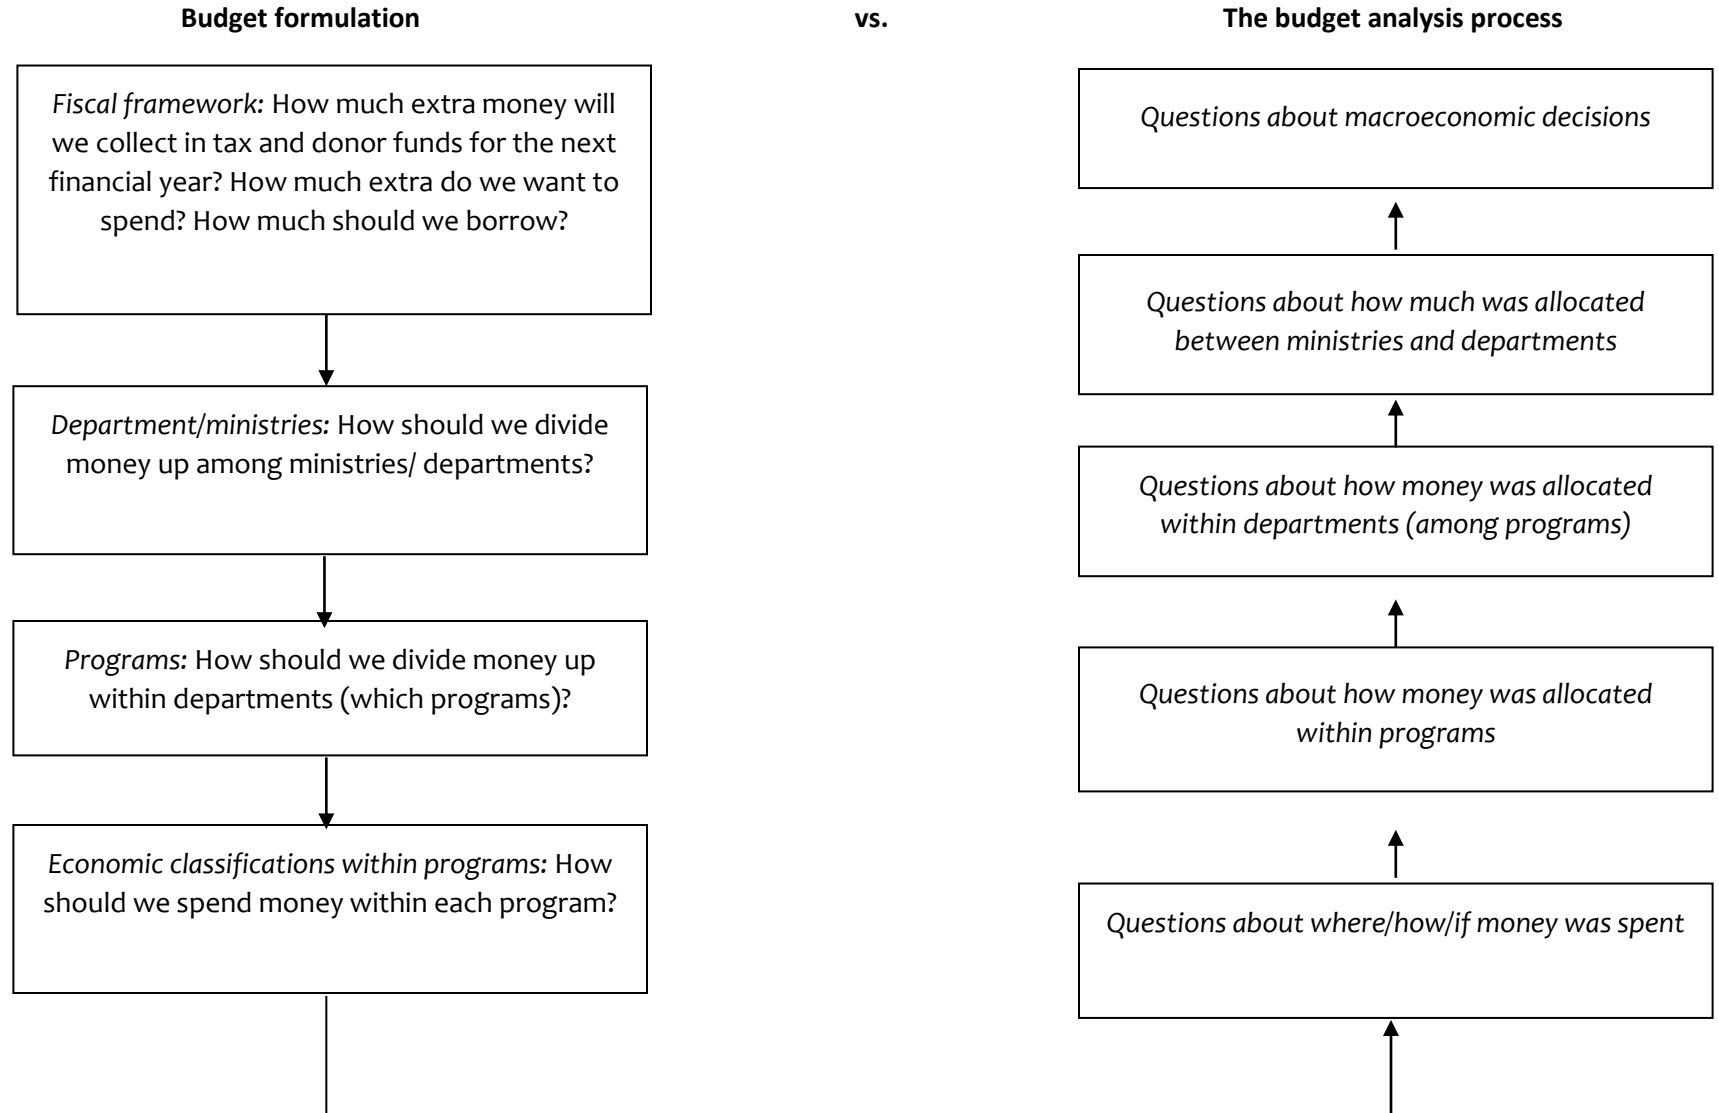 Budget formulation
vs.
The budget analysis process
Fiscal framework: How much extra money will
we collect in tax and donor funds for the next
financial year? How much extra do we want to
spend? How much should we borrow?
Department/ministries: How should we divide
money up among ministries/ departments?
Programs: How should we divide money up
within departments (which programs)?
Economic classifications within programs: How
should we spend money within each program?
Questions about macroeconomic decisions
Questions about how much was allocated
between ministries and departments
Questions about how money was allocated
within departments (among programs)
Questions about how money was allocated
within programs
Questions about where/how/if money was spent